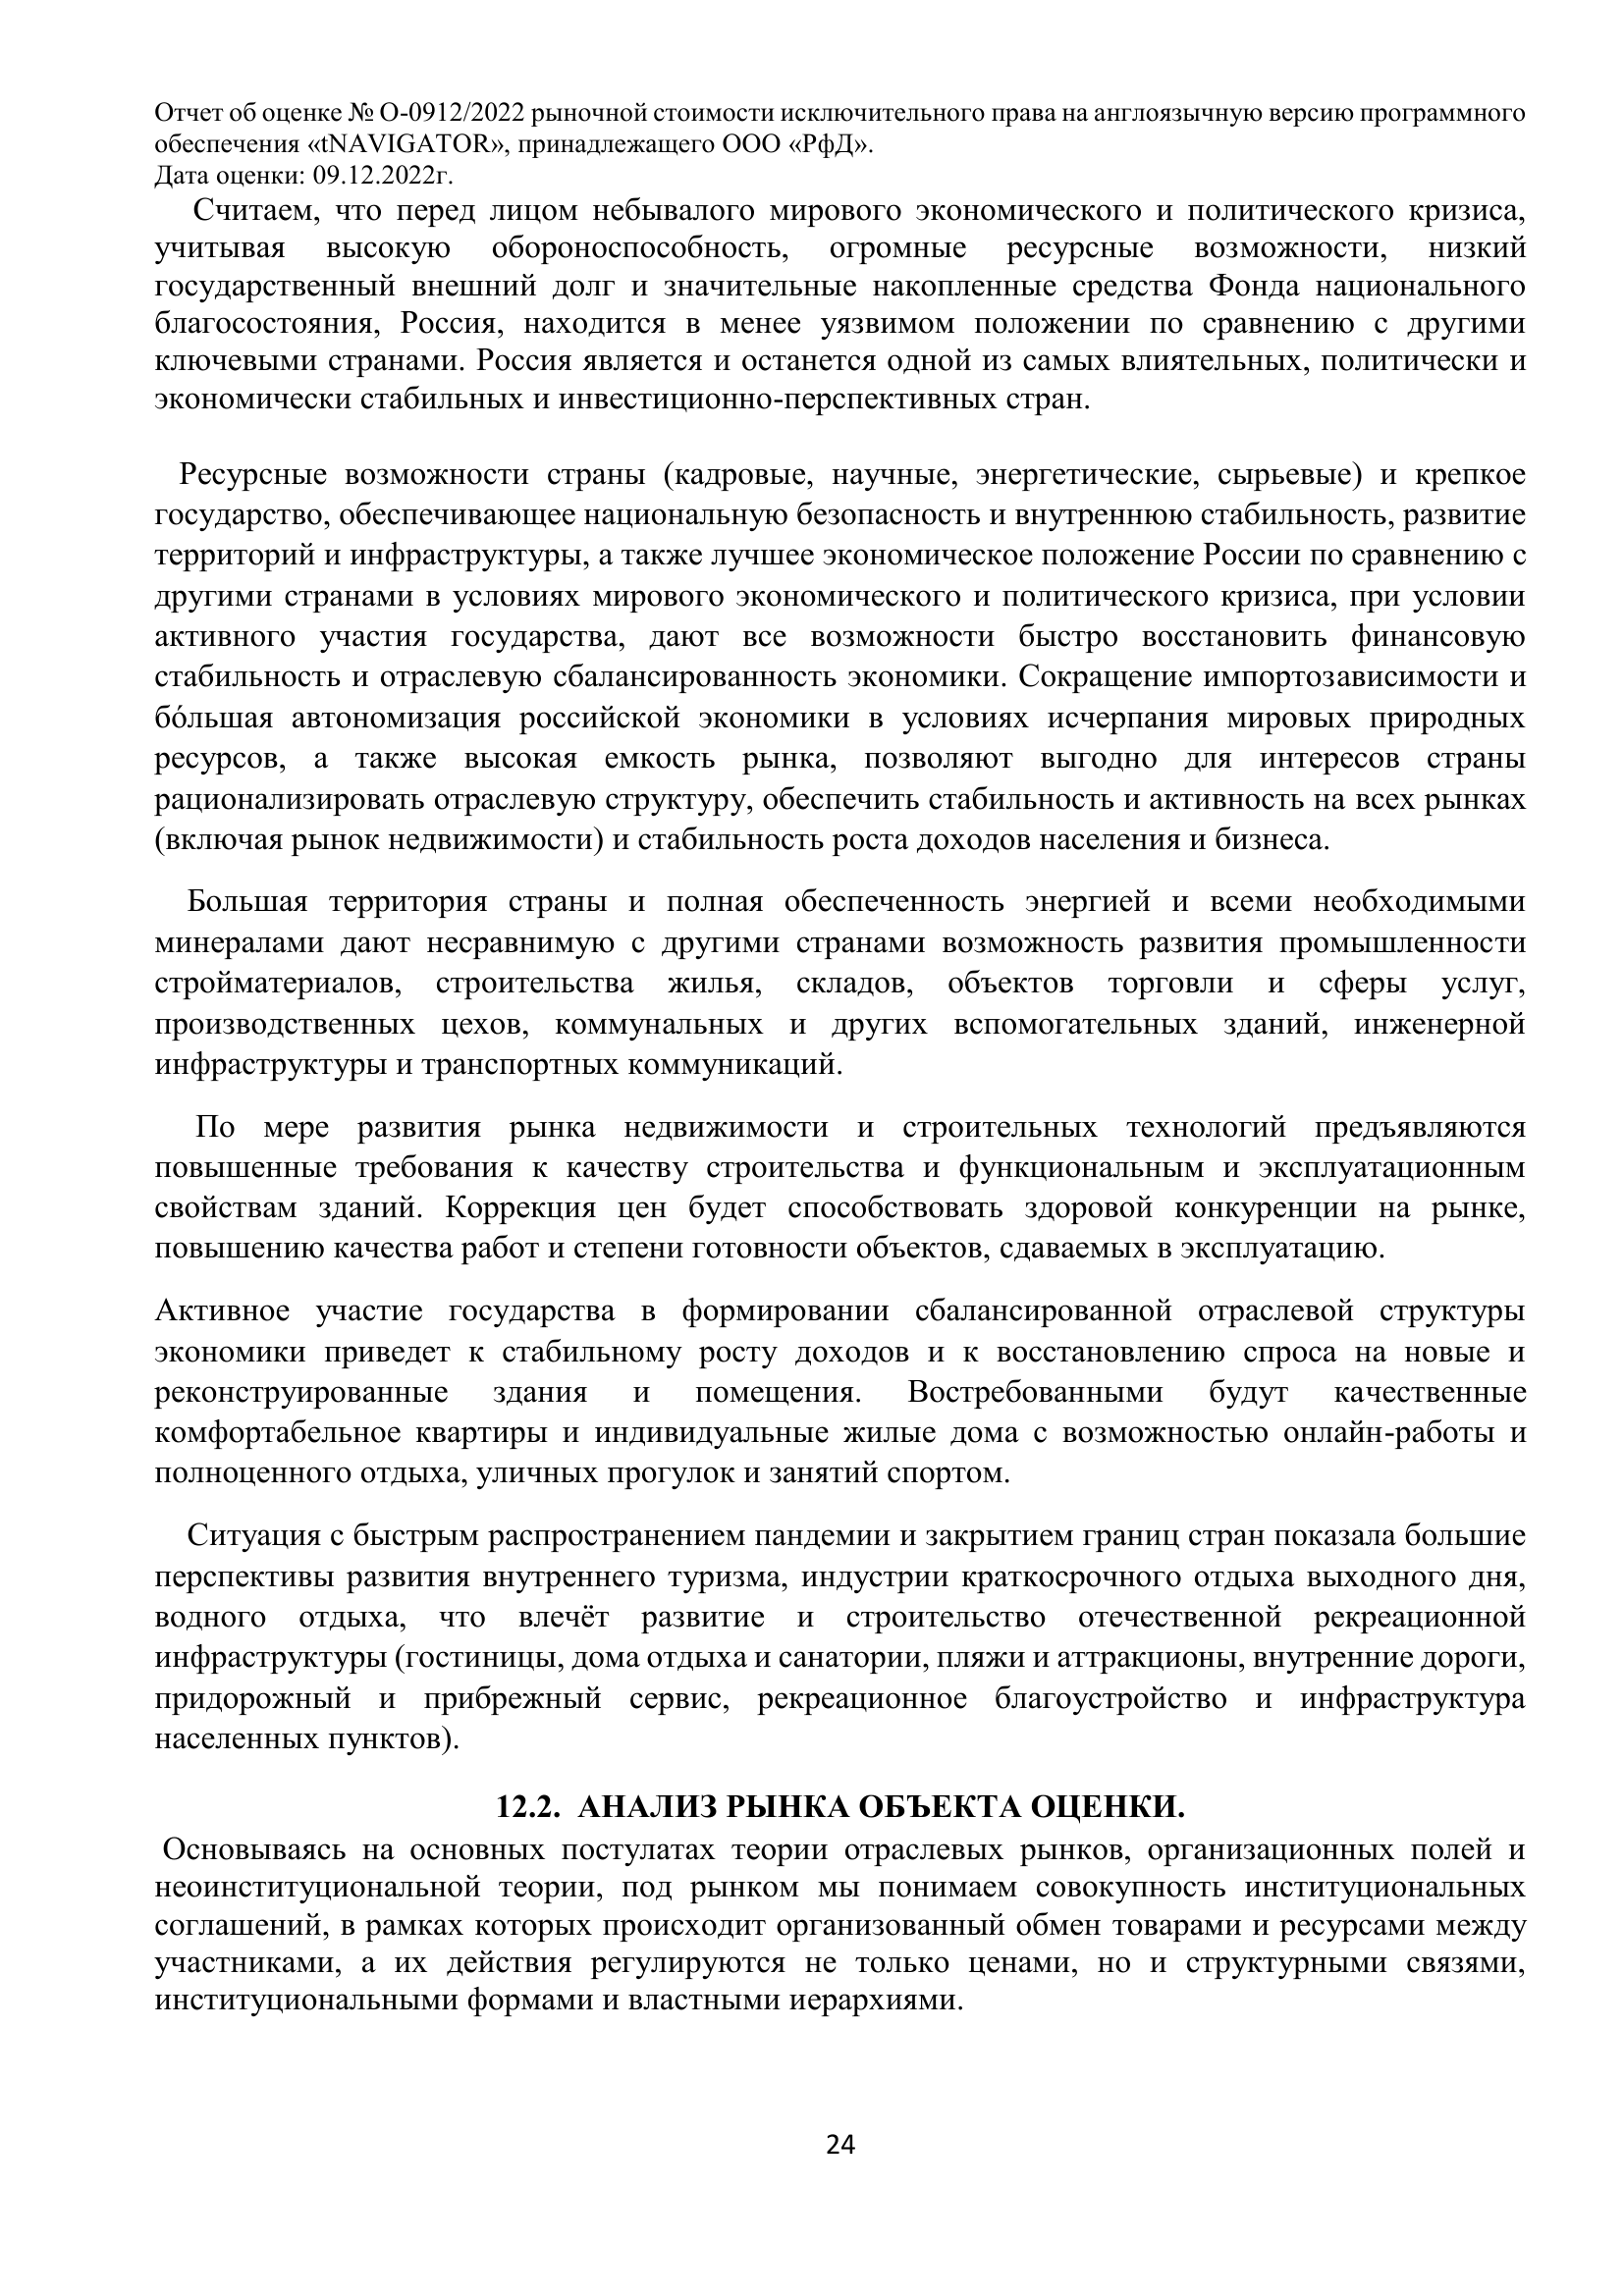 Отчет об оценке № О-0912/2022 рыночной стоимости исключительного права на англоязычную версию программного
обеспечения «tNAVIGATOR», принадлежащего ООО «РфД».
Дата оценки: 09.12.2022г.
Считаем, что перед лицом небывалого мирового экономического и политического кризиса,
учитывая высокую обороноспособность, огромные ресурсные возможности, низкий
государственный внешний долг и значительные накопленные средства Фонда национального
благосостояния, Россия, находится в менее уязвимом положении по сравнению с другими
ключевыми странами. Россия является и останется одной из самых влиятельных, политически и
экономически стабильных и инвестиционно-перспективных стран.
Ресурсные возможности страны (кадровые, научные, энергетические, сырьевые) и крепкое
государство, обеспечивающее национальную безопасность и внутреннюю стабильность, развитие
территорий и инфраструктуры, а также лучшее экономическое положение России по сравнению с
другими странами в условиях мирового экономического и политического кризиса, при условии
активного участия государства, дают все возможности быстро восстановить финансовую
стабильность и отраслевую сбалансированность экономики. Сокращение импортозависимости и
бо́льшая автономизация российской экономики в условиях исчерпания мировых природных
ресурсов, а также высокая емкость рынка, позволяют выгодно для интересов страны
рационализировать отраслевую структуру, обеспечить стабильность и активность на всех рынках
(включая рынок недвижимости) и стабильность роста доходов населения и бизнеса.
Большая территория страны и полная обеспеченность энергией и всеми необходимыми
минералами дают несравнимую с другими странами возможность развития промышленности
стройматериалов, строительства жилья, складов, объектов торговли и сферы услуг,
производственных цехов, коммунальных и других вспомогательных зданий, инженерной
инфраструктуры и транспортных коммуникаций.
По мере развития рынка недвижимости и строительных технологий предъявляются
повышенные требования к качеству строительства и функциональным и эксплуатационным
свойствам зданий. Коррекция цен будет способствовать здоровой конкуренции на рынке,
повышению качества работ и степени готовности объектов, сдаваемых в эксплуатацию.
Активное участие государства в формировании сбалансированной отраслевой структуры
экономики приведет к стабильному росту доходов и к восстановлению спроса на новые и
реконструированные здания и помещения. Востребованными будут качественные
комфортабельное квартиры и индивидуальные жилые дома с возможностью онлайн-работы и
полноценного отдыха, уличных прогулок и занятий спортом.
Ситуация с быстрым распространением пандемии и закрытием границ стран показала большие
перспективы развития внутреннего туризма, индустрии краткосрочного отдыха выходного дня,
водного отдыха, что влечёт развитие и строительство отечественной рекреационной
инфраструктуры (гостиницы, дома отдыха и санатории, пляжи и аттракционы, внутренние дороги,
придорожный и прибрежный сервис, рекреационное благоустройство и инфраструктура
населенных пунктов).
12.2. АНАЛИЗ РЫНКА ОБЪЕКТА ОЦЕНКИ.
Основываясь на основных постулатах теории отраслевых рынков, организационных полей и
неоинституциональной теории, под рынком мы понимаем совокупность институциональных
соглашений, в рамках которых происходит организованный обмен товарами и ресурсами между
участниками, а их действия регулируются не только ценами, но и структурными связями,
институциональными формами и властными иерархиями.
24